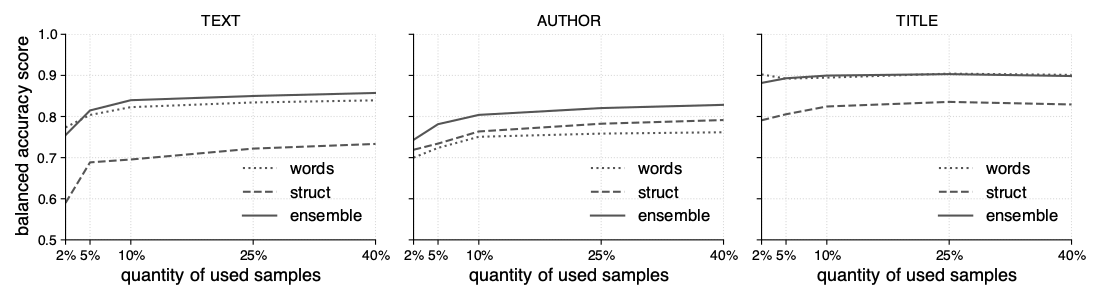 TEXT
AUTHOR
TITLE
balanced accuracy score
1.0
0.9
0.8
0.7
0.6
0.5
words
struct
ensemble
words
struct
ensemble
words
struct
ensemble
2% 5% 10% 25% 40%
2% 5% 10% 25% 40%
2% 5% 10% 25% 40%
quantity of used samples
quantity of used samples
quantity of used samples